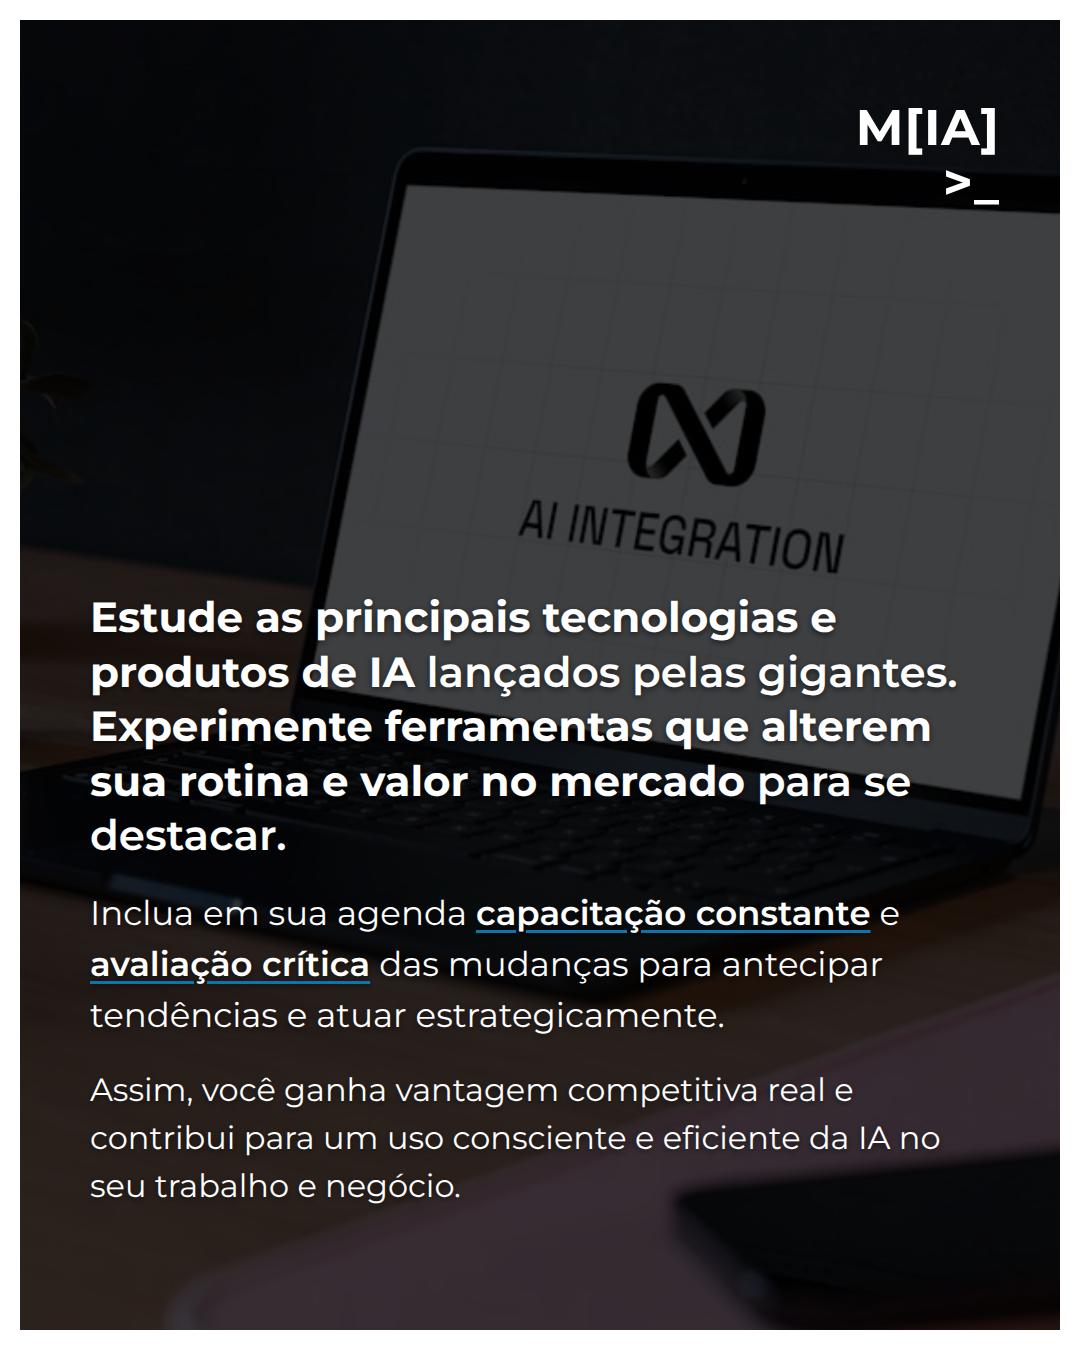 M[IA]
>_
AI INTEGRATION
Estude as principais tecnologias e
produtos de IA lançados pelas gigantes.
Experimente ferramentas que alterem
sua rotina e valor no mercado para se
destacar.
Inclua em sua agenda capacitação constante e
avaliação crítica das mudanças para antecipar
tendências e atuar estrategicamente.
Assim, você ganha vantagem competitiva real e
contribui para um uso consciente e eficiente da IA no
seu trabalho e negócio.